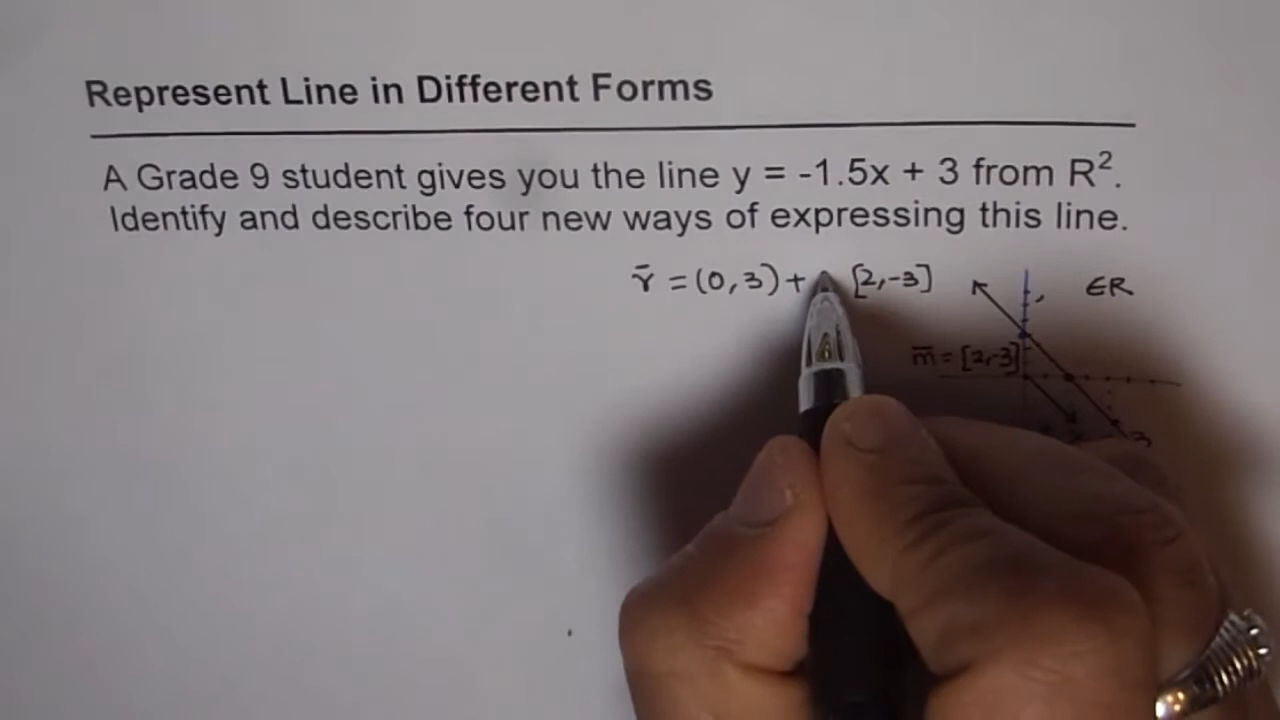 Represent Line in Different Forms
A Grade 9 student gives you the line y = -1.5x + 3 from R².
Identify and describe four new ways of expressing this line.
r̄ = (0, 3) + [2, -3] , ∈R
m̄ = [2, -3]